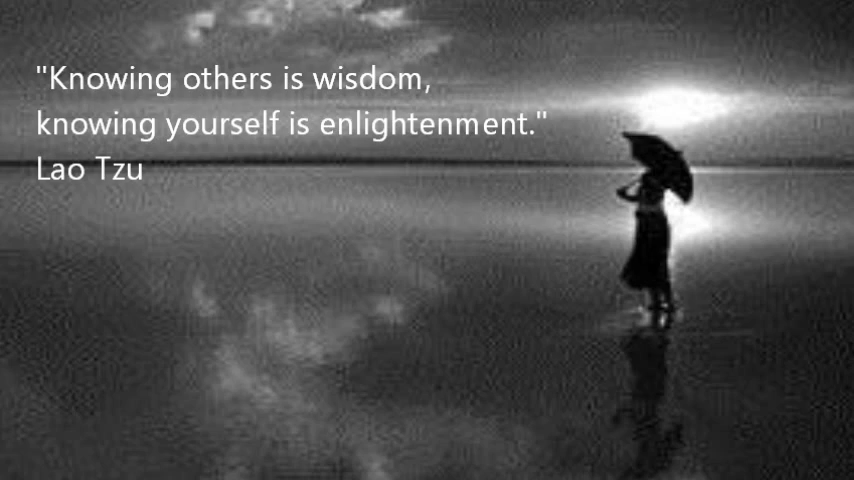 "Knowing others is wisdom,
knowing yourself is enlightenment."
Lao Tzu